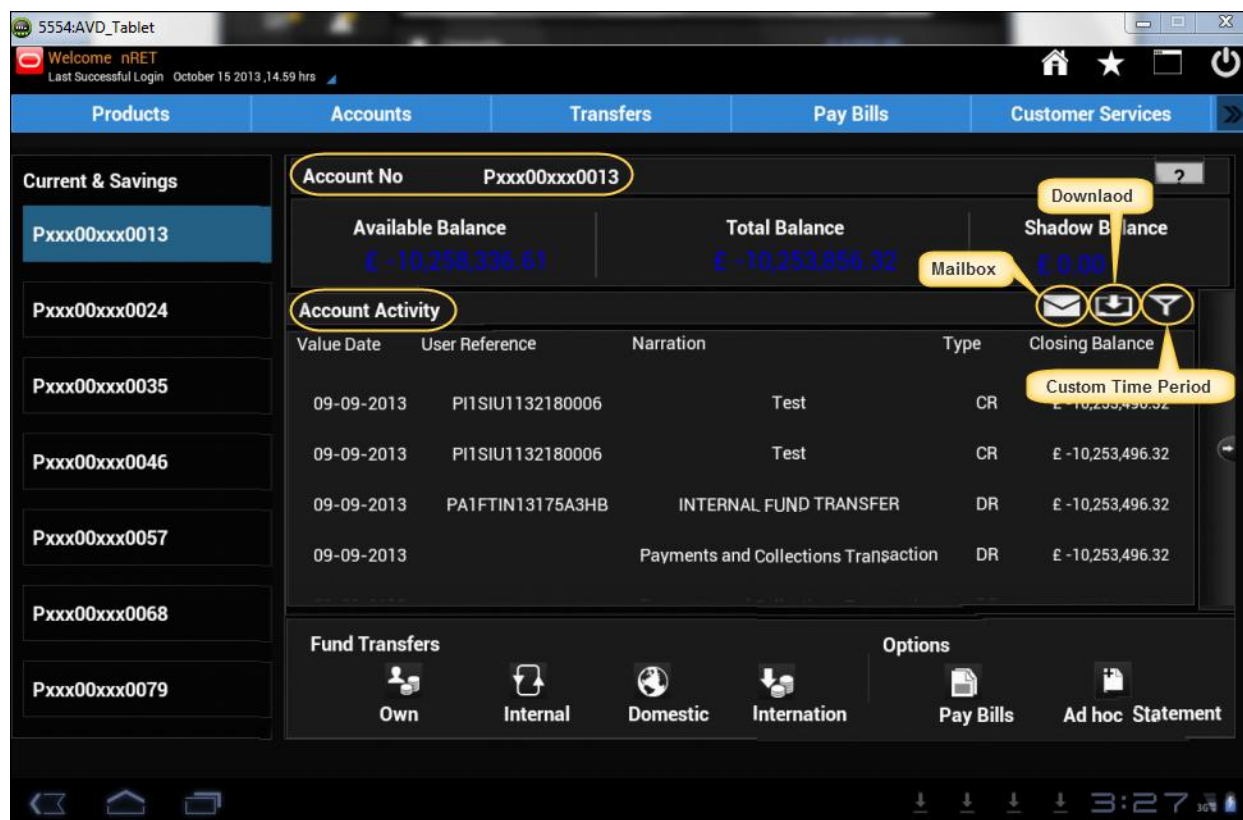 5554:AVD_Tablet
Welcome nRET
Last Successful Login October 15 2013 ,14.59 hrs
Products Accounts Transfers Pay Bills Customer Services
Current & Savings
Pxxx00xxx0013
Pxxx00xxx0024
Pxxx00xxx0035
Pxxx00xxx0046
Pxxx00xxx0057
Pxxx00xxx0068
Pxxx00xxx0079
Account No Pxxx00xxx0013 ?
Downlaod
Available Balance Total Balance Shadow Balance
£ -10,258,336.61 £ -10,253,856.32 £ 0.00
Mailbox
Account Activity
Value Date User Reference Narration Type Closing Balance
Custom Time Period
09-09-2013 PI1SIU1132180006 Test CR £ -10,253,496.32
09-09-2013 PI1SIU1132180006 Test CR £ -10,253,496.32
09-09-2013 PA1FTIN13175A3HB INTERNAL FUND TRANSFER DR £ -10,253,496.32
09-09-2013 Payments and Collections Transaction DR £ -10,253,496.32
Fund Transfers Options
Own Internal Domestic Internation Pay Bills Ad hoc Statement
3:27 3G